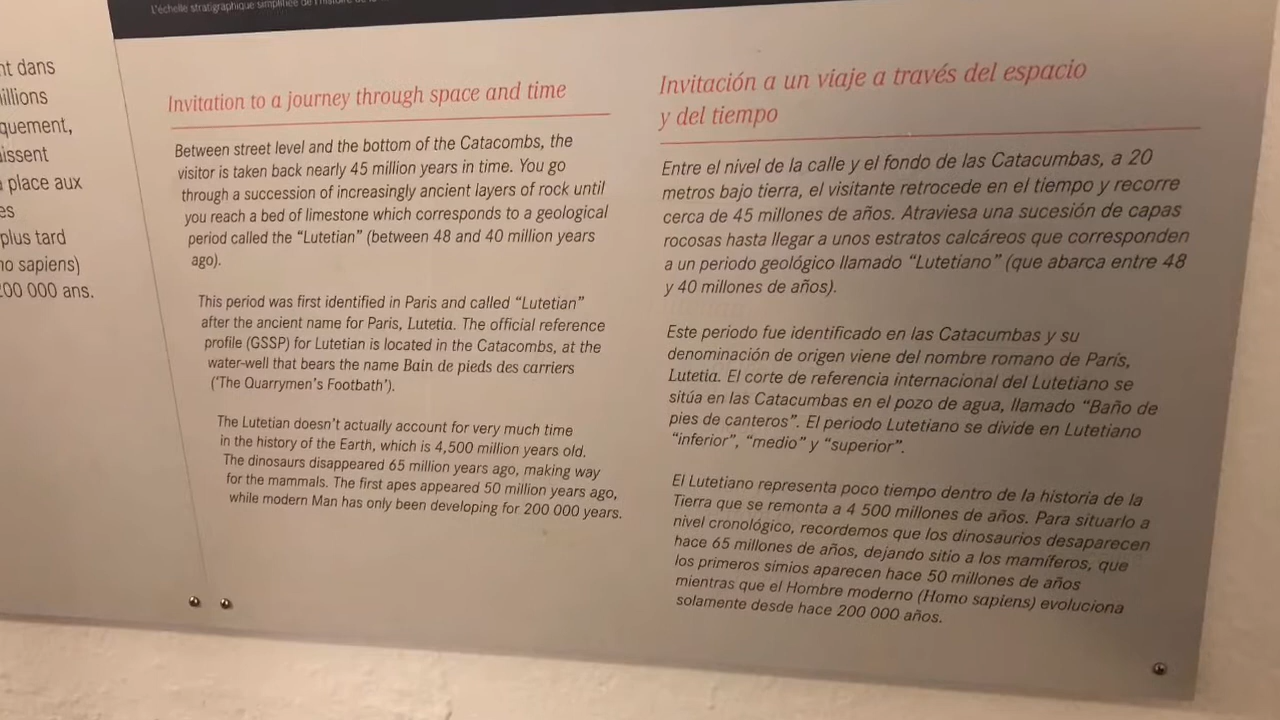 L'échelle stratigraphique simplifiée de l'histoire de la
nt dans
illions
quement,
issent
place aux
es
plus tard
no sapiens)
200 000 ans.
Invitation to a journey through space and time
Between street level and the bottom of the Catacombs, the
visitor is taken back nearly 45 million years in time. You go
through a succession of increasingly ancient layers of rock until
you reach a bed of limestone which corresponds to a geological
period called the “Lutetian” (between 48 and 40 million years
ago).
This period was first identified in Paris and called “Lutetian”
after the ancient name for Paris, Lutetia. The official reference
profile (GSSP) for Lutetian is located in the Catacombs, at the
water-well that bears the name Bain de pieds des carriers
(‘The Quarrymen’s Footbath’).
The Lutetian doesn’t actually account for very much time
in the history of the Earth, which is 4,500 million years old.
The dinosaurs disappeared 65 million years ago, making way
for the mammals. The first apes appeared 50 million years ago,
while modern Man has only been developing for 200 000 years.
Invitación a un viaje a través del espacio
y del tiempo
Entre el nivel de la calle y el fondo de las Catacumbas, a 20
metros bajo tierra, el visitante retrocede en el tiempo y recorre
cerca de 45 millones de años. Atraviesa una sucesión de capas
rocosas hasta llegar a unos estratos calcáreos que corresponden
a un periodo geológico llamado “Lutetiano” (que abarca entre 48
y 40 millones de años).
Este periodo fue identificado en las Catacumbas y su
denominación de origen viene del nombre romano de París,
Lutetia. El corte de referencia internacional del Lutetiano se
sitúa en las Catacumbas en el pozo de agua, llamado “Baño de
pies de canteros”. El periodo Lutetiano se divide en Lutetiano
“inferior”, “medio” y “superior”.
El Lutetiano representa poco tiempo dentro de la historia de la
Tierra que se remonta a 4 500 millones de años. Para situarlo a
nivel cronológico, recordemos que los dinosaurios desaparecen
hace 65 millones de años, dejando sitio a los mamíferos, que
los primeros simios aparecen hace 50 millones de años
mientras que el Hombre moderno (Homo sapiens) evoluciona
solamente desde hace 200 000 años.